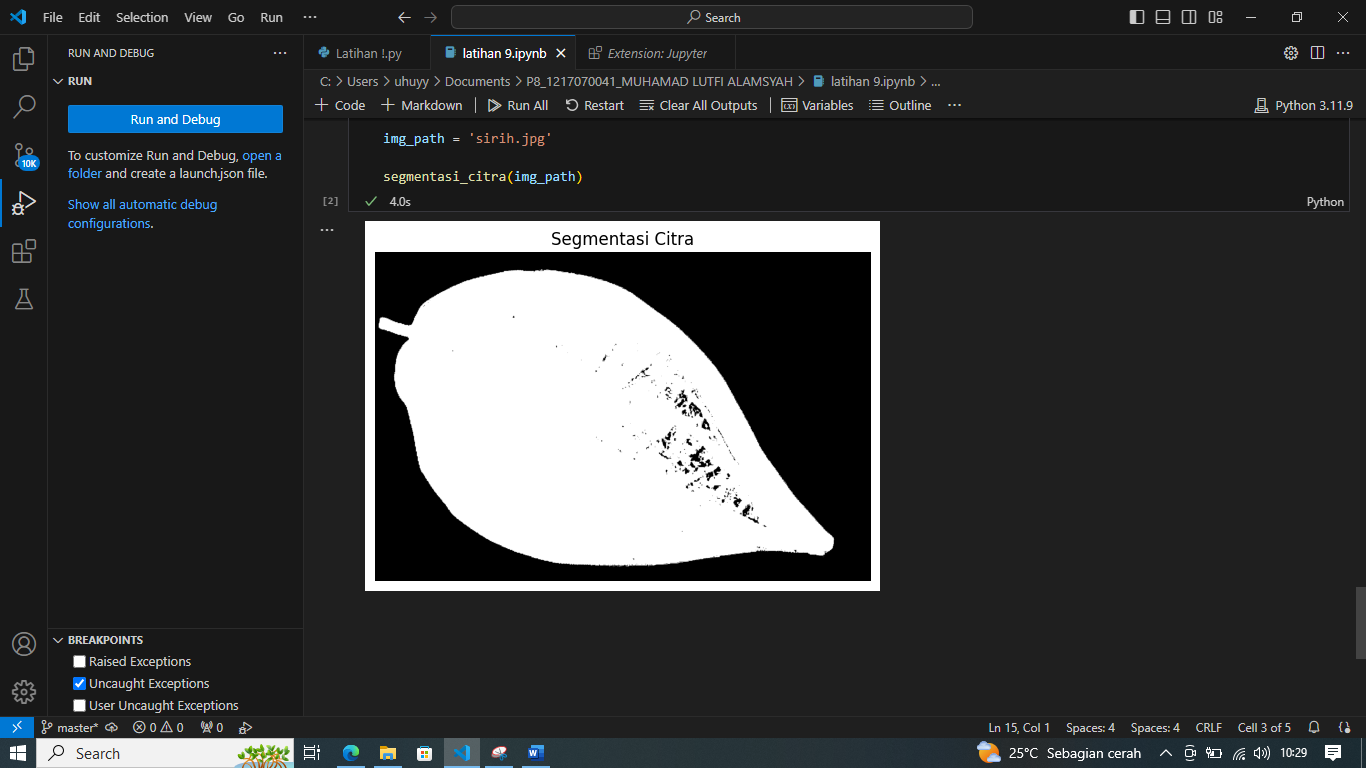 File Edit Selection View Go Run ··· Search
RUN AND DEBUG ···
Latihan !.py latihan 9.ipynb Extension: Jupyter ···
RUN
C: > Users > uhuyy > Documents > P8_1217070041_MUHAMAD LUTFI ALAMSYAH > latihan 9.ipynb > ...
Run and Debug
+ Code + Markdown Run All Restart Clear All Outputs Variables Outline ··· Python 3.11.9
To customize Run and Debug, open a
folder and create a launch.json file.
Show all automatic debug
configurations.
img_path = 'sirih.jpg'
segmentasi_citra(img_path)
[2] 4.0s Python
10K
Segmentasi Citra
BREAKPOINTS
Raised Exceptions
Uncaught Exceptions
User Uncaught Exceptions
master* 0 0 0 Ln 15, Col 1 Spaces: 4 Spaces: 4 CRLF Cell 3 of 5
Search 25°C Sebagian cerah 10:29